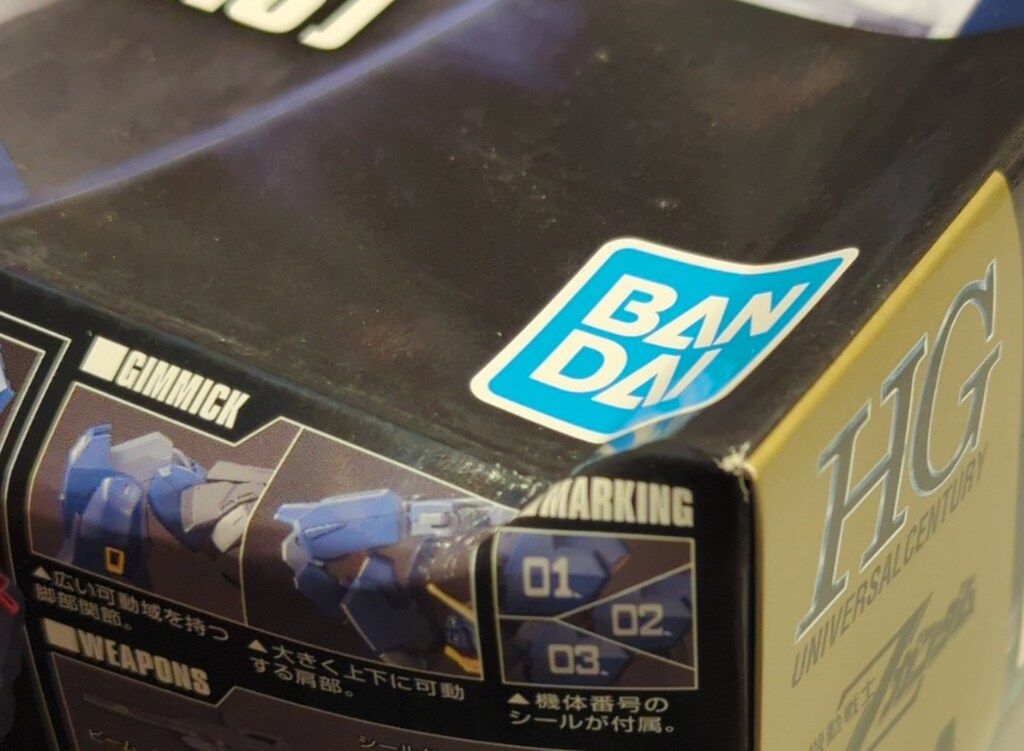 BAN
DAI
GIMMICK
▲広い可動域を持つ
脚部関節。
▲大きく上下に可動
する肩部。
MARKING
01
02
03
▲機体番号の
シールが付属。
WEAPONS
HG
UNIVERSAL CENTURY